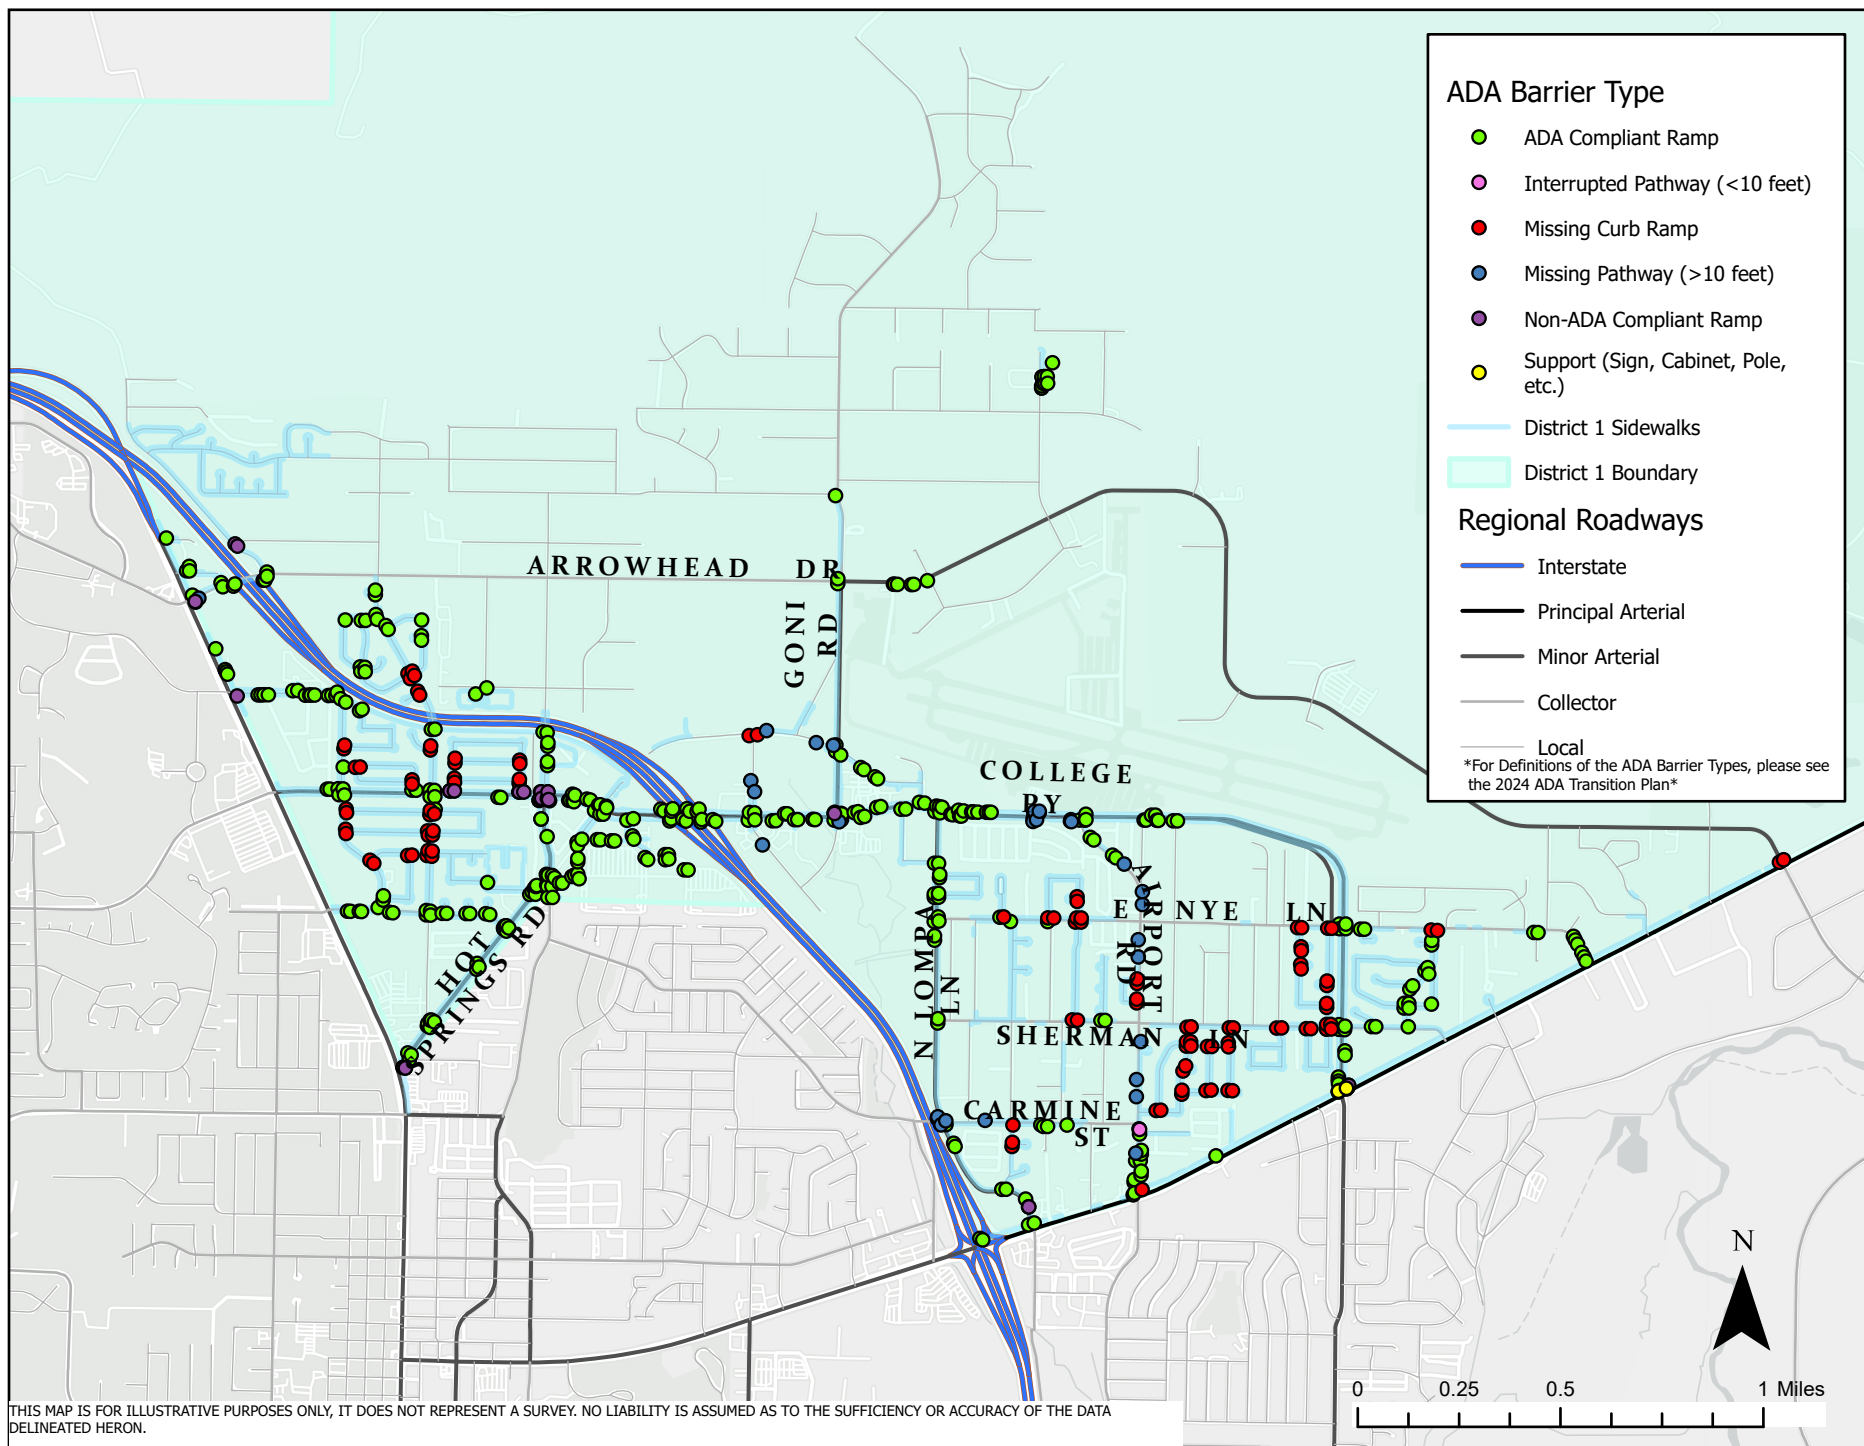 ADA Barrier Type
ADA Compliant Ramp
Interrupted Pathway (<10 feet)
Missing Curb Ramp
Missing Pathway (>10 feet)
Non-ADA Compliant Ramp
Support (Sign, Cabinet, Pole,
etc.)
District 1 Sidewalks
District 1 Boundary
Regional Roadways
Interstate
Principal Arterial
Minor Arterial
Collector
Local
*For Definitions of the ADA Barrier Types, please see
the 2024 ADA Transition Plan*
ARROWHEAD DR
GONI
RD
COLLEGE
PY
AIRPORT
RD
E NYE LN
N LOMPA
LN
HOT
SPRINGS RD
SHERMAN LN
CARMINE
ST
N
0 0.25 0.5 1 Miles
THIS MAP IS FOR ILLUSTRATIVE PURPOSES ONLY, IT DOES NOT REPRESENT A SURVEY. NO LIABILITY IS ASSUMED AS TO THE SUFFICIENCY OR ACCURACY OF THE DATA
DELINEATED HERON.